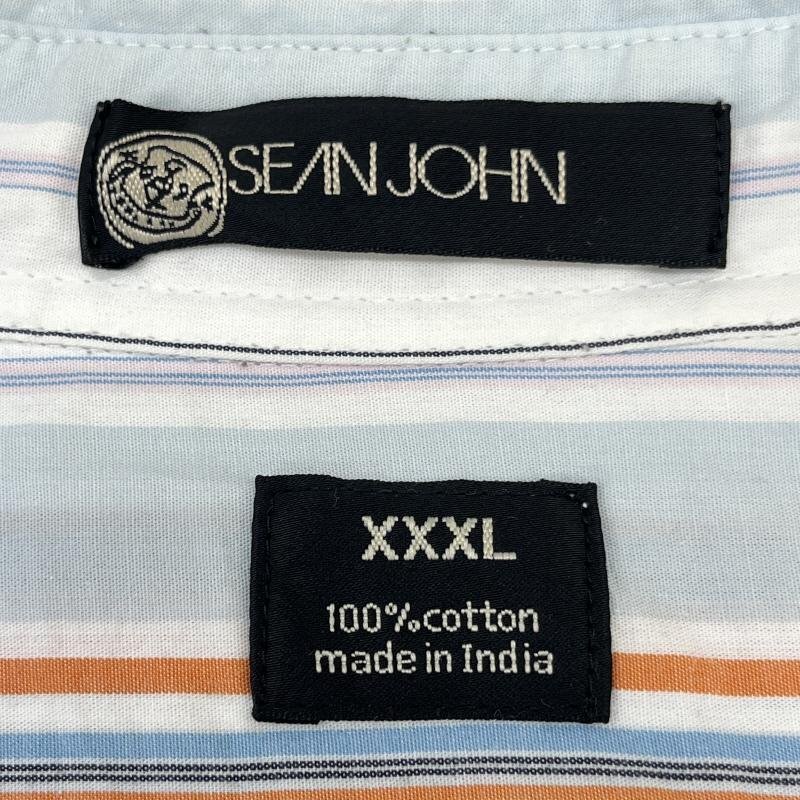 SEAN JOHN
XXXL
100% cotton
made in India